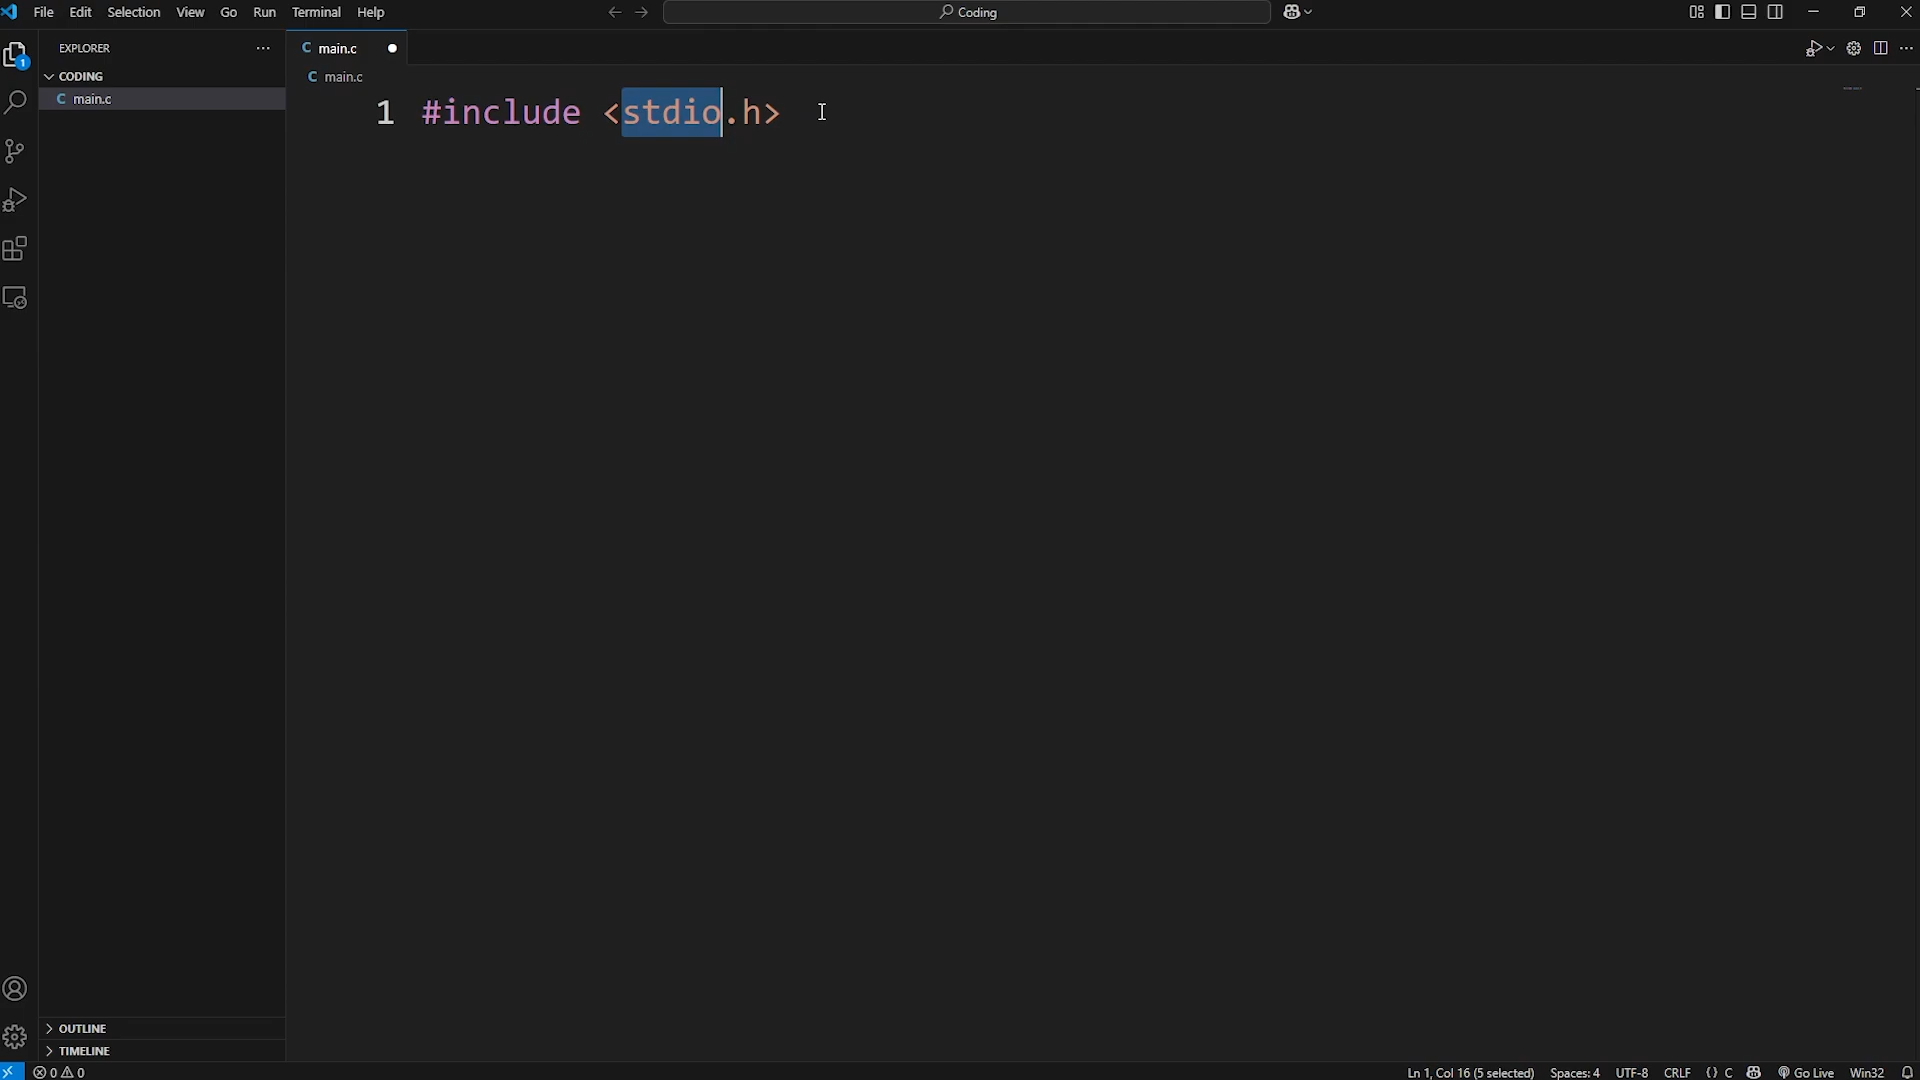 File Edit Selection View Go Run Terminal Help
Coding
EXPLORER
CODING
C main.c
C main.c
C main.c
1 #include <stdio.h>
1
OUTLINE
TIMELINE
0 0
Ln 1, Col 16 (5 selected) Spaces: 4 UTF-8 CRLF {} C Go Live Win32